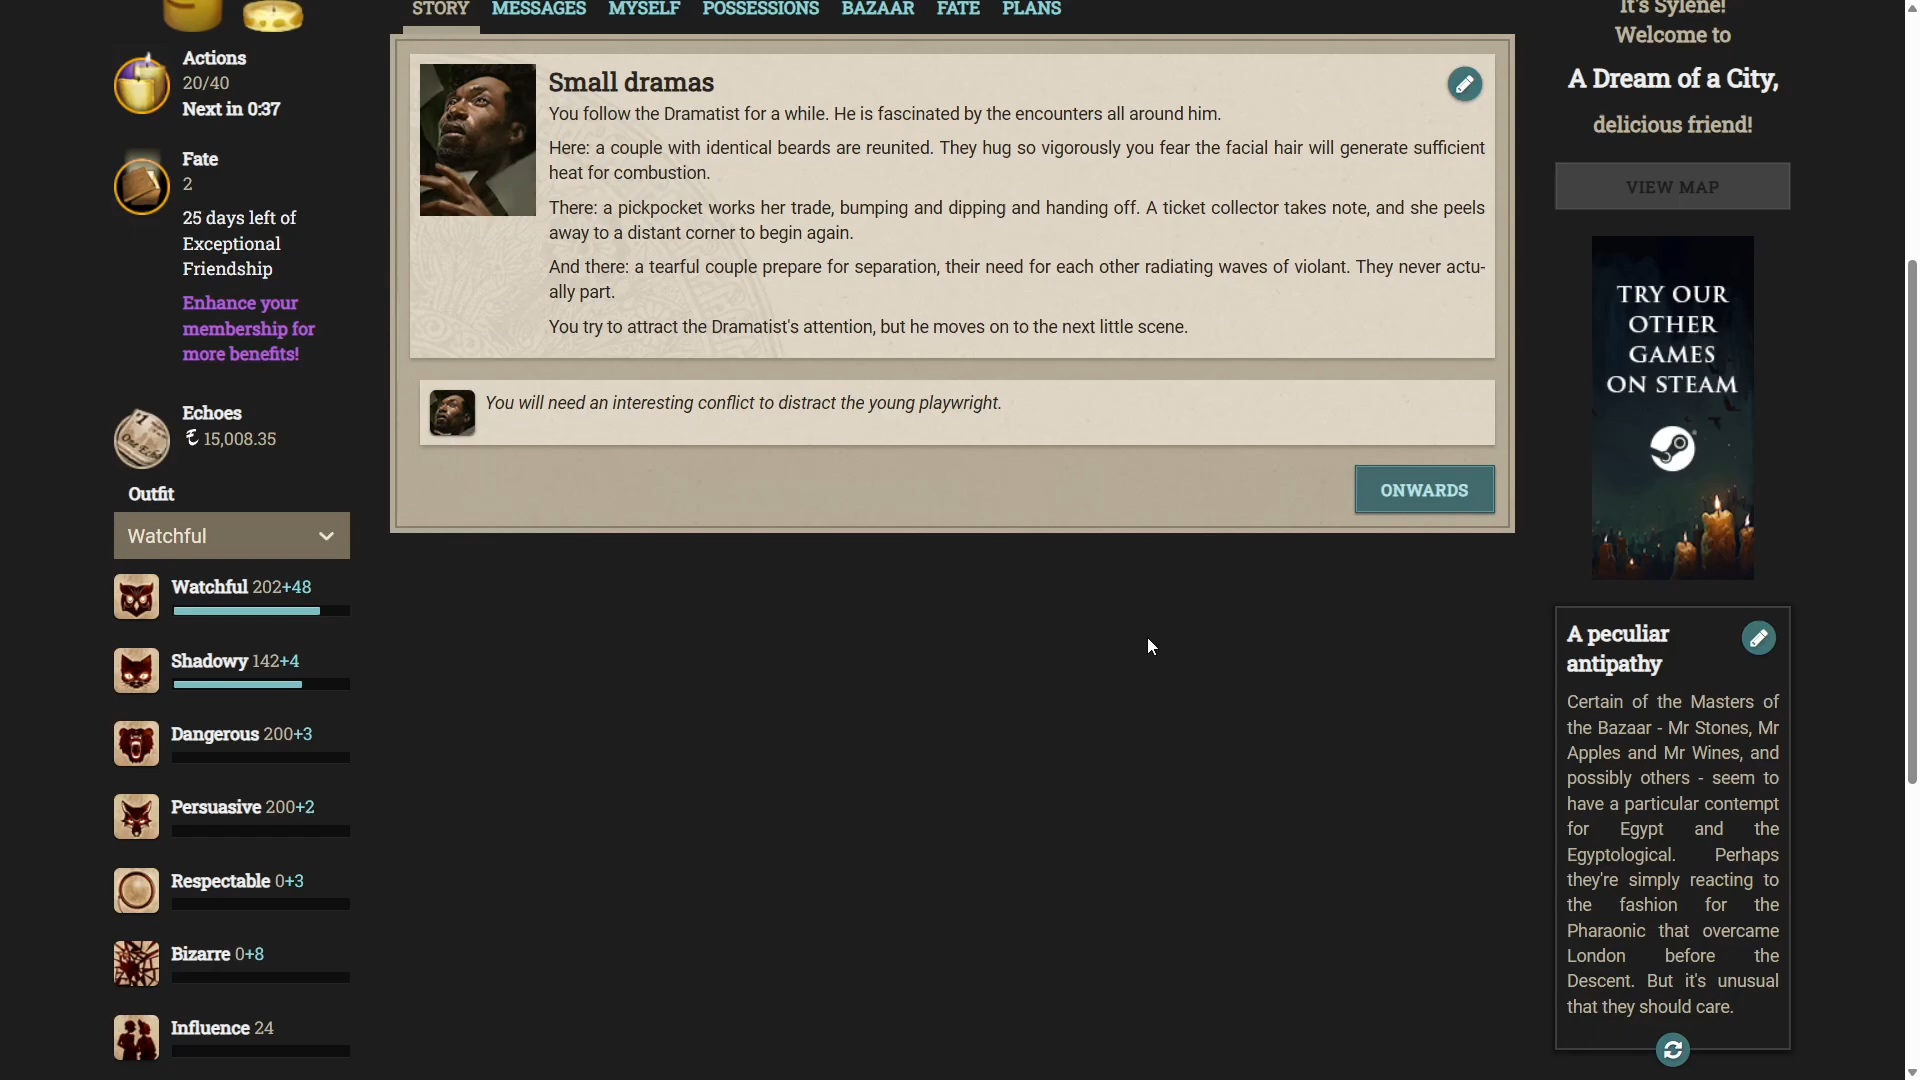 STORY MESSAGES MYSELF POSSESSIONS BAZAAR FATE PLANS
Actions
20/40
Next in 0:37
Fate
2
25 days left of
Exceptional
Friendship
Enhance your
membership for
more benefits!
Echoes
15,008.35
Outfit
Watchful
Watchful 202+48
Shadowy 142+4
Dangerous 200+3
Persuasive 200+2
Respectable 0+3
Bizarre 0+8
Influence 24
Small dramas
You follow the Dramatist for a while. He is fascinated by the encounters all around him.
Here: a couple with identical beards are reunited. They hug so vigorously you fear the facial hair will generate sufficient
heat for combustion.
There: a pickpocket works her trade, bumping and dipping and handing off. A ticket collector takes note, and she peels
away to a distant corner to begin again.
And there: a tearful couple prepare for separation, their need for each other radiating waves of violant. They never actu-
ally part.
You try to attract the Dramatist's attention, but he moves on to the next little scene.
You will need an interesting conflict to distract the young playwright.
ONWARDS
It's Sylene!
Welcome to
A Dream of a City,
delicious friend!
VIEW MAP
TRY OUR
OTHER
GAMES
ON STEAM
A peculiar
antipathy
Certain of the Masters of
the Bazaar - Mr Stones, Mr
Apples and Mr Wines, and
possibly others - seem to
have a particular contempt
for Egypt and the
Egyptological. Perhaps
they're simply reacting to
the fashion for the
Pharaonic that overcame
London before the
Descent. But it's unusual
that they should care.